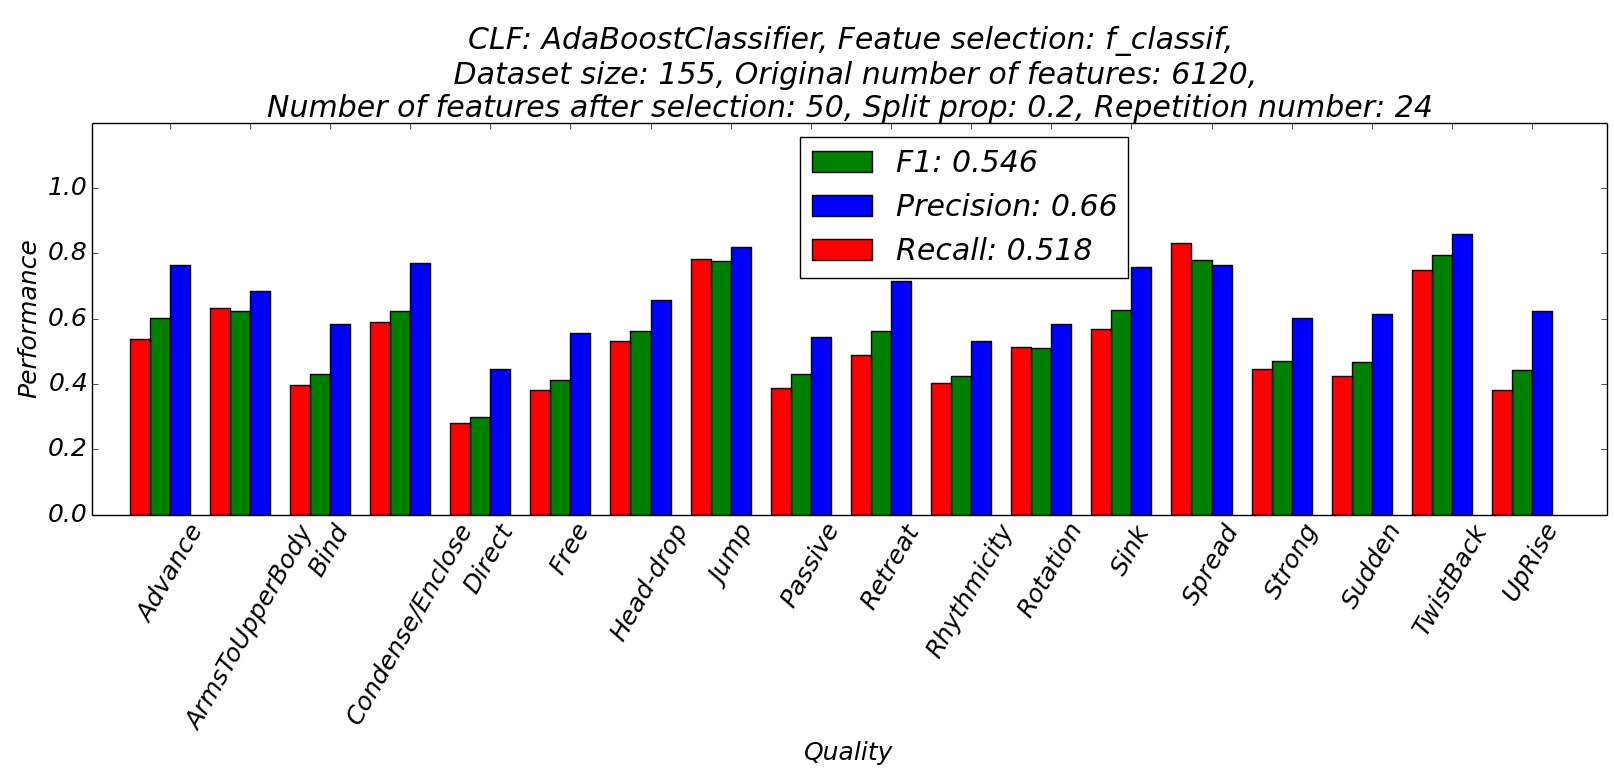 CLF: AdaBoostClassifier, Featue selection: f_classif,
Dataset size: 155, Original number of features: 6120,
Number of features after selection: 50, Split prop: 0.2, Repetition number: 24
F1: 0.546
Precision: 0.66
Recall: 0.518
Performance
1.0
0.8
0.6
0.4
0.2
0.0
Advance
ArmsToUpperBody
Bind
Condense/Enclose
Direct
Free
Head-drop
Jump
Passive
Retreat
Rhythmicity
Rotation
Sink
Spread
Strong
Sudden
TwistBack
UpRise
Quality